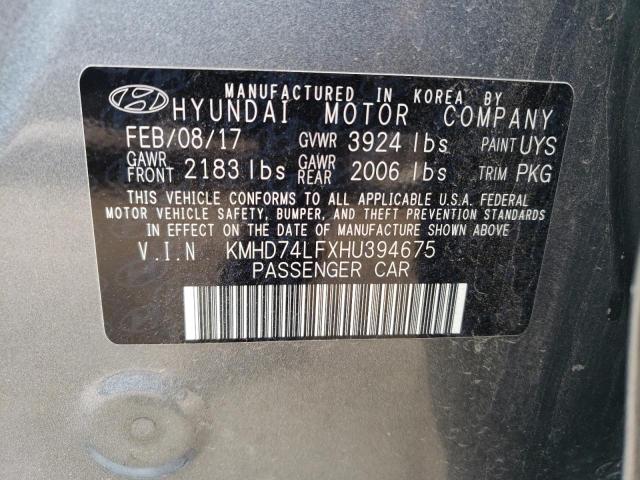 MANUFACTURED IN KOREA BY
HYUNDAI MOTOR COMPANY
FEB/08/17 GVWR 3924 lbs PAINT UYS
GAWR FRONT 2183 lbs GAWR REAR 2006 lbs TRIM PKG
THIS VEHICLE CONFORMS TO ALL APPLICABLE U.S.A. FEDERAL
MOTOR VEHICLE SAFETY, BUMPER, AND THEFT PREVENTION STANDARDS
IN EFFECT ON THE DATE OF MANUFACTURE SHOWN ABOVE.
V.I.N KMHD74LFXHU394675
PASSENGER CAR